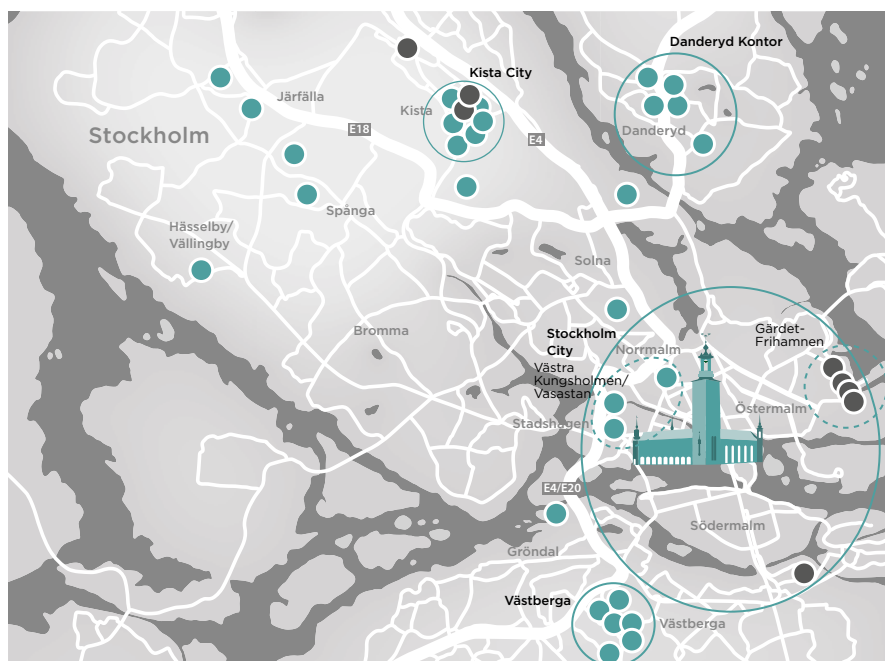 Danderyd Kontor
Kista City
Järfälla
Kista
E18
E4
Danderyd
Stockholm
Spånga
Hässelby/
Vällingby
Solna
Bromma
Stockholm
City
Norrmalm
Gärdet-
Frihamnen
Västra
Kungsholmen/
Vasastan
Östermalm
Stadshagen
E4/E20
Södermalm
Gröndal
Västberga
Västberga